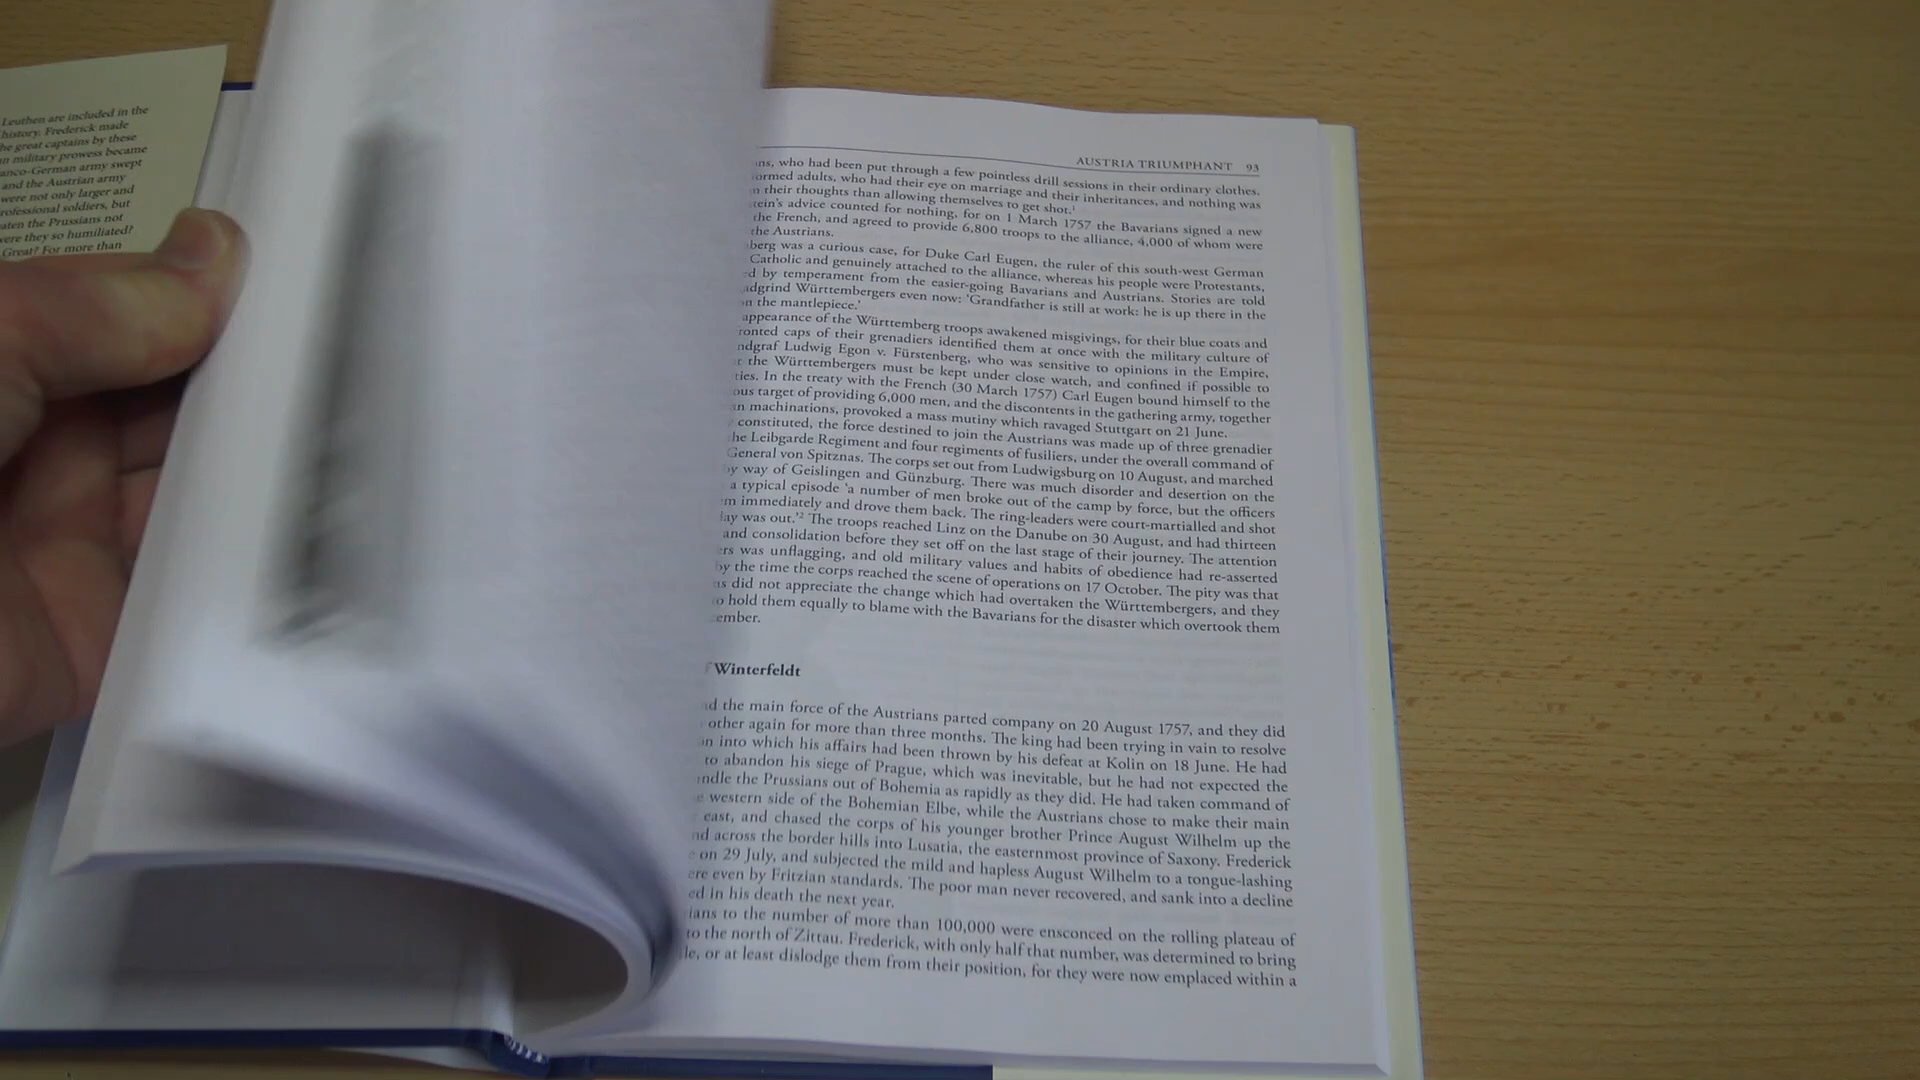 Leuthen are included in the
history. Frederick made
he great captains by these
military prowess became
anco-German army swept
and the Austrian army
were not only larger and
rofessional soldiers, but
aten the Prussians not
were they so humiliated?
Great? For more than
AUSTRIA TRIUMPHANT 93
ns, who had been put through a few pointless drill sessions in their ordinary clothes.
ormed adults, who had their eye on marriage and their inheritances, and nothing was
n their thoughts than allowing themselves to get shot.1
tein's advice counted for nothing, for on 1 March 1757 the Bavarians signed a new
the French, and agreed to provide 6,800 troops to the alliance, 4,000 of whom were
the Austrians.
berg was a curious case, for Duke Carl Eugen, the ruler of this south-west German
Catholic and genuinely attached to the alliance, whereas his people were Protestants,
d by temperament from the easier-going Bavarians and Austrians. Stories are told
adgrind Württembergers even now: 'Grandfather is still at work: he is up there in the
n the mantlepiece.'
appearance of the Württemberg troops awakened misgivings, for their blue coats and
ronted caps of their grenadiers identified them at once with the military culture of
ndgraf Ludwig Egon v. Fürstenberg, who was sensitive to opinions in the Empire,
t the Württembergers must be kept under close watch, and confined if possible to
ties. In the treaty with the French (30 March 1757) Carl Eugen bound himself to the
ous target of providing 6,000 men, and the discontents in the gathering army, together
an machinations, provoked a mass mutiny which ravaged Stuttgart on 21 June.
constituted, the force destined to join the Austrians was made up of three grenadier
he Leibgarde Regiment and four regiments of fusiliers, under the overall command of
General von Spitznas. The corps set out from Ludwigsburg on 10 August, and marched
by way of Geislingen and Günzburg. There was much disorder and desertion on the
a typical episode 'a number of men broke out of the camp by force, but the officers
m immediately and drove them back. The ring-leaders were court-martialled and shot
day was out.'2 The troops reached Linz on the Danube on 30 August, and had thirteen
and consolidation before they set off on the last stage of their journey. The attention
ers was unflagging, and old military values and habits of obedience had re-asserted
by the time the corps reached the scene of operations on 17 October. The pity was that
ns did not appreciate the change which had overtaken the Württembergers, and they
o hold them equally to blame with the Bavarians for the disaster which overtook them
ember.
f Winterfeldt
nd the main force of the Austrians parted company on 20 August 1757, and they did
other again for more than three months. The king had been trying in vain to resolve
on into which his affairs had been thrown by his defeat at Kolin on 18 June. He had
to abandon his siege of Prague, which was inevitable, but he had not expected the
ndle the Prussians out of Bohemia as rapidly as they did. He had taken command of
e western side of the Bohemian Elbe, while the Austrians chose to make their main
east, and chased the corps of his younger brother Prince August Wilhelm up the
nd across the border hills into Lusatia, the easternmost province of Saxony. Frederick
e on 29 July, and subjected the mild and hapless August Wilhelm to a tongue-lashing
ere even by Fritzian standards. The poor man never recovered, and sank into a decline
ed in his death the next year.
ians to the number of more than 100,000 were ensconced on the rolling plateau of
to the north of Zittau. Frederick, with only half that number, was determined to bring
le, or at least dislodge them from their position, for they were now emplaced within a